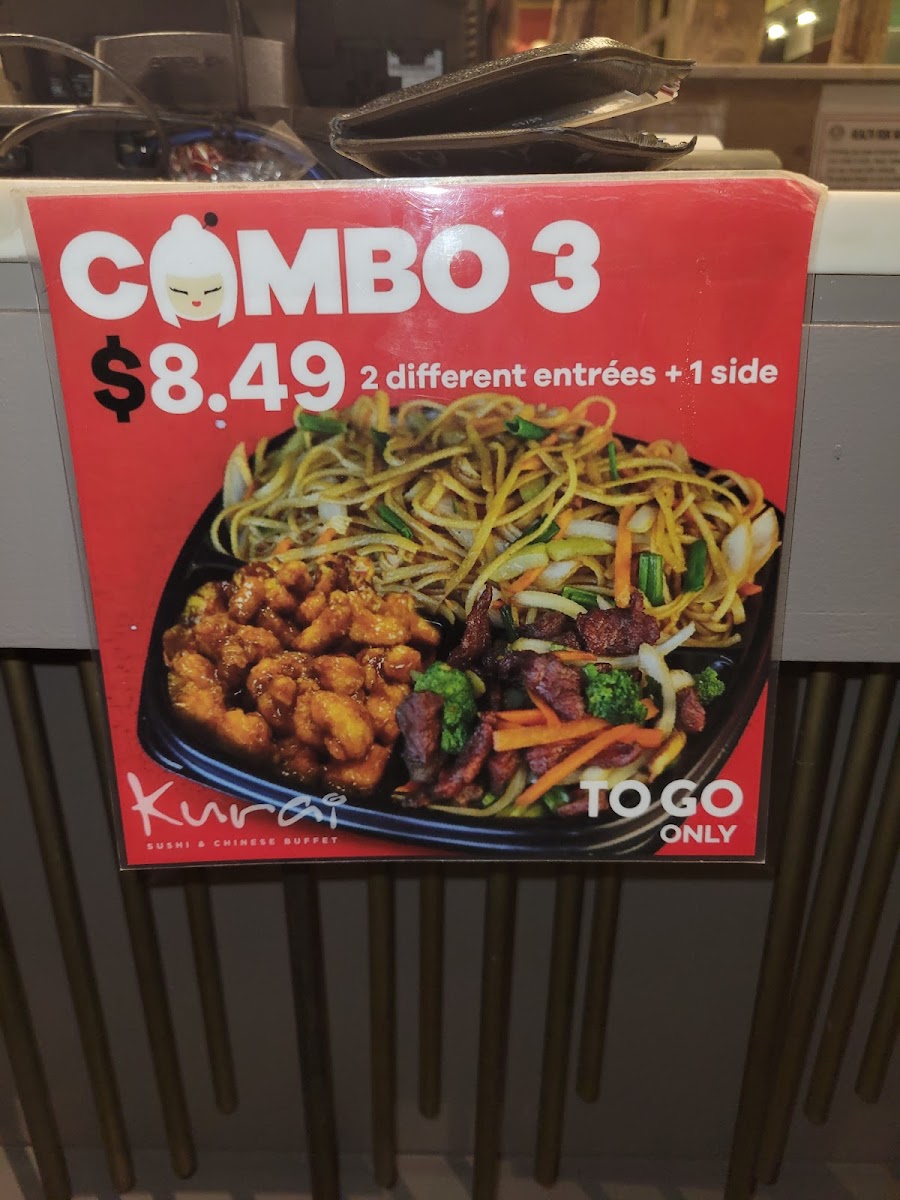 COMBO 3
$8.49 2 different entrées + 1 side
Kurai
SUSHI & CHINESE BUFFET
TO GO
ONLY